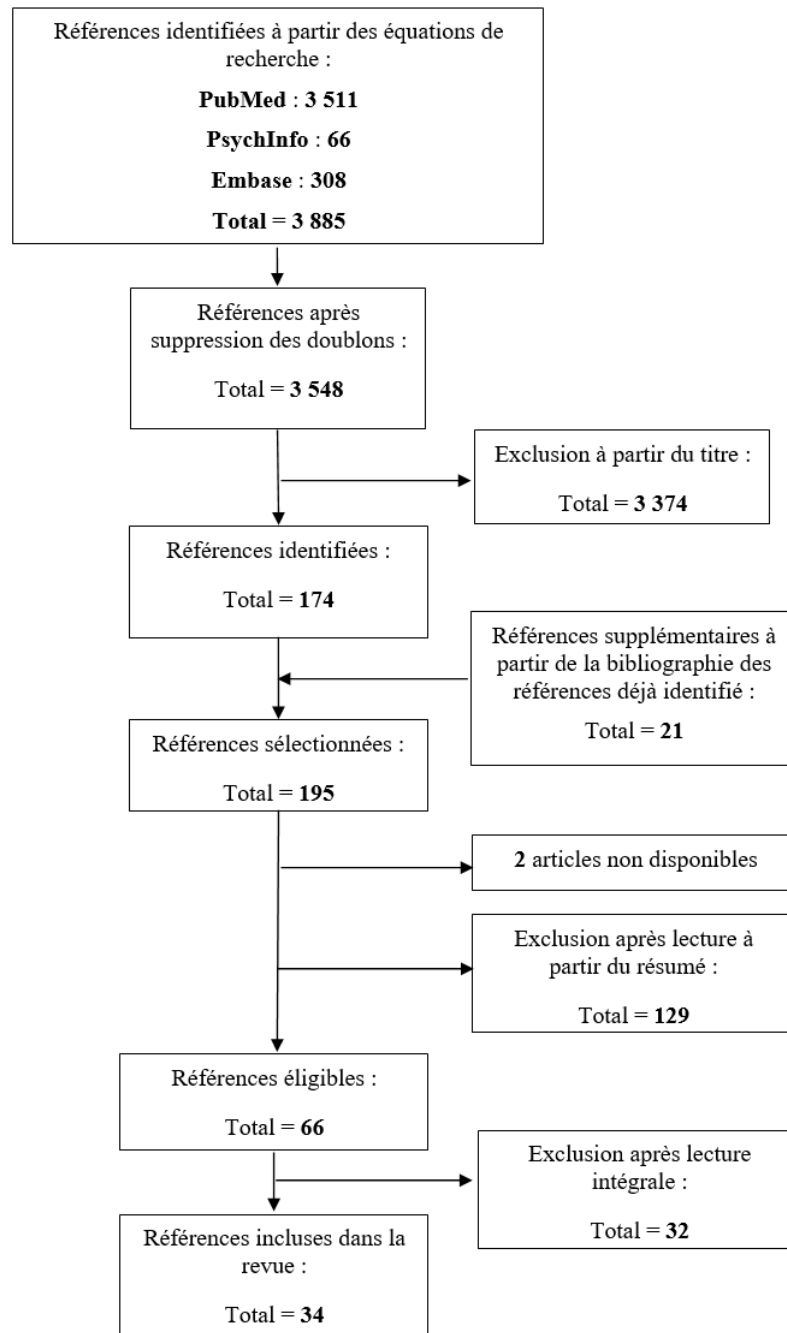 Références identifiées à partir des équations de
recherche :
PubMed : 3 511
PsychInfo : 66
Embase : 308
Total = 3 885
Références après
suppression des doublons :
Total = 3 548
Exclusion à partir du titre :
Total = 3 374
Références identifiées :
Total = 174
Références supplémentaires à
partir de la bibliographie des
références déjà identifié :
Total = 21
Références sélectionnées :
Total = 195
2 articles non disponibles
Exclusion après lecture à
partir du résumé :
Total = 129
Références éligibles :
Total = 66
Exclusion après lecture
intégrale :
Total = 32
Références incluses dans la
revue :
Total = 34